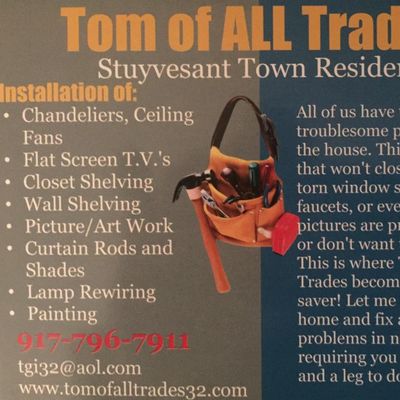 Tom of ALL Trad
Stuyvesant Town Reside
Installation of:
• Chandeliers, Ceiling
Fans
• Flat Screen T.V.'s
• Closet Shelving
• Wall Shelving
• Picture/Art Work
• Curtain Rods and
Shades
• Lamp Rewiring
• Painting
917-796-7911
tgi32@aol.com
www.tomofalltrades32.com
All of us have
troublesome p
the house. Thi
that won't clos
torn window s
faucets, or eve
pictures are pr
or don't want
This is where T
Trades becom
saver! Let me
home and fix a
problems in n
requiring you
and a leg to do